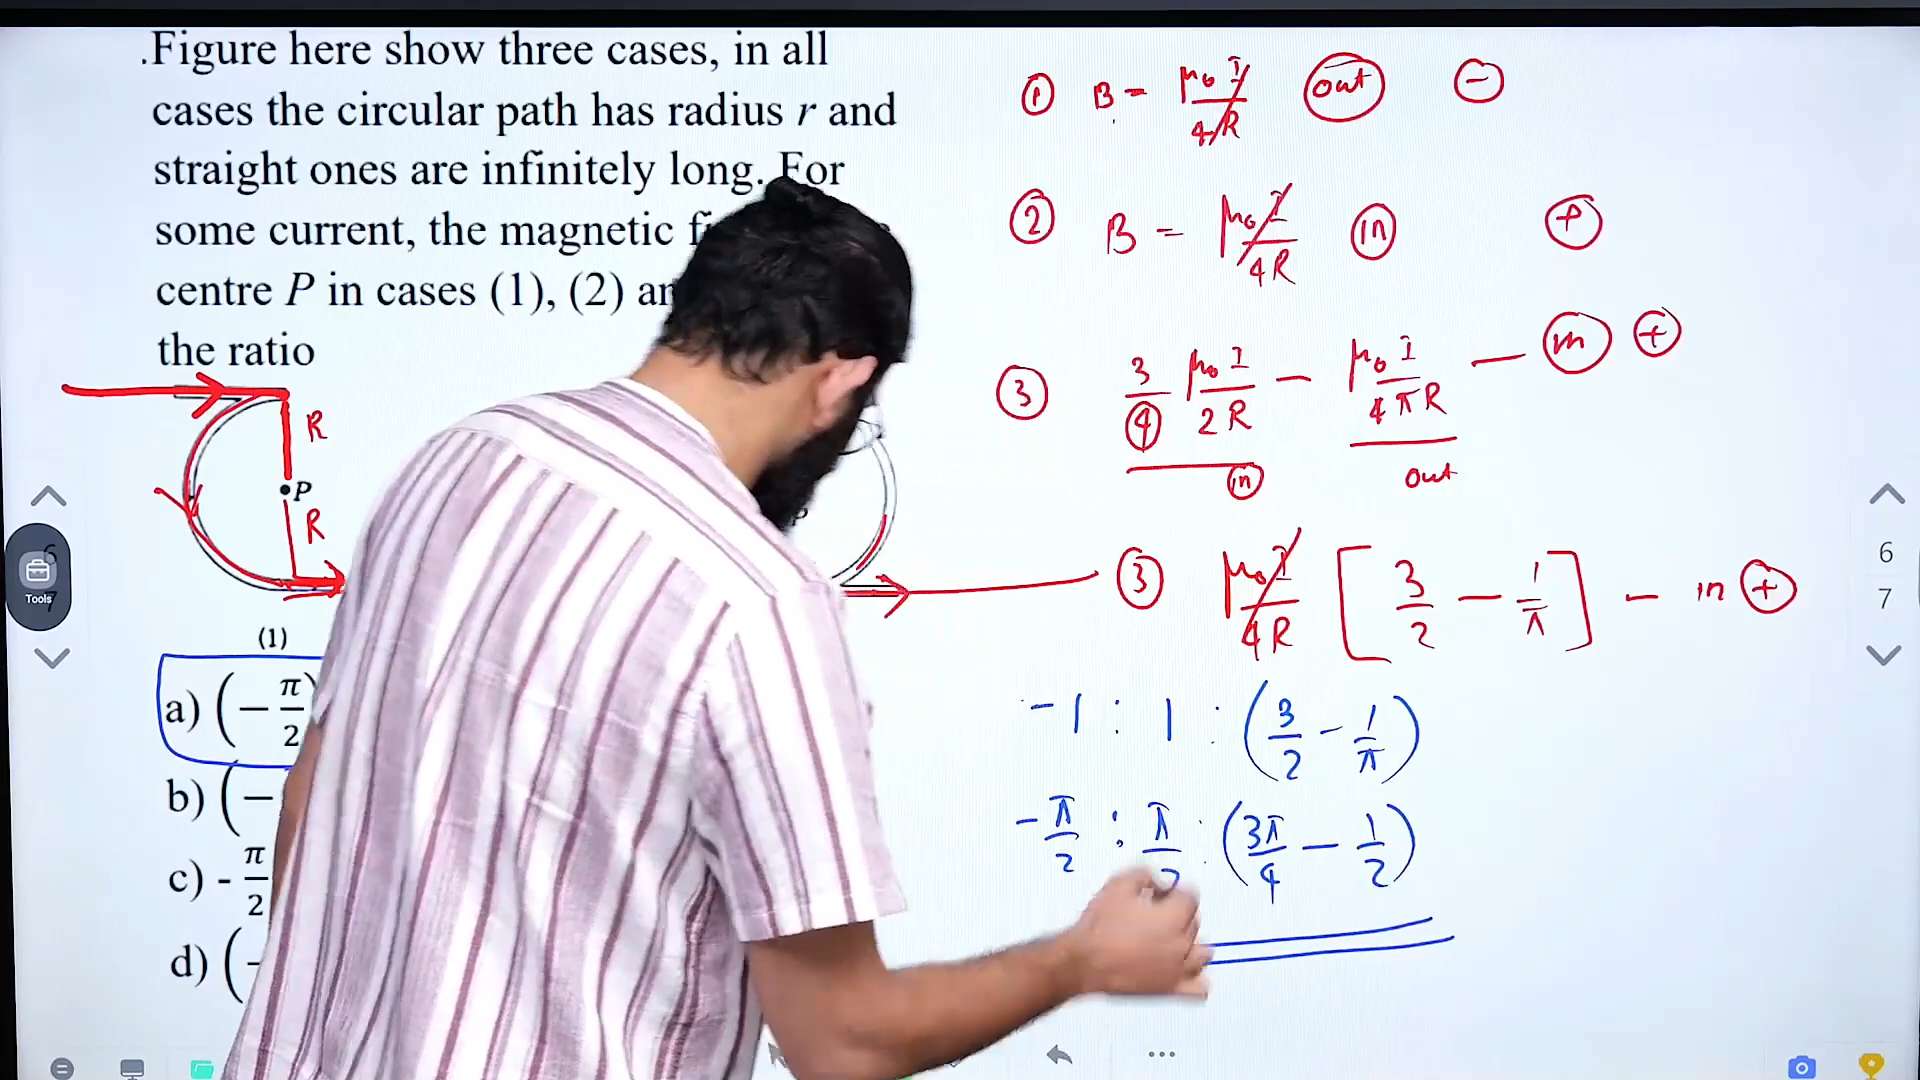 .Figure here show three cases, in all
cases the circular path has radius r and
straight ones are infinitely long. For
some current, the magnetic
centre P in cases (1), (2)
the ratio
R
P
R
(1)
a) (-π/2)
b) (-
c) -π/2
d) (-
P
① B = μ₀I/4R out -
② B = μ₀I/4R in +
③ 3/4 μ₀I/2R - μ₀I/4πR - in +
in out
③ μ₀I/4R [3/2 - 1/π] - in +
-1 : 1 : (3/2 - 1/π)
-π/2 : π/2 : (3π/4 - 1/2)
6
7
6
7
Tools